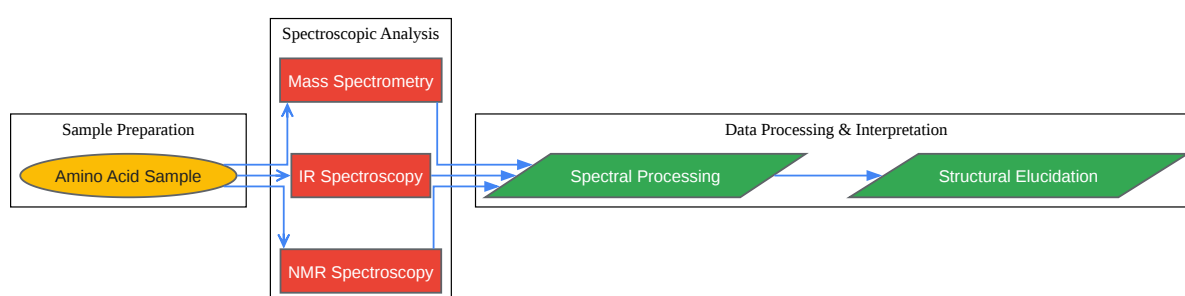 Spectroscopic Analysis
Mass Spectrometry
Sample Preparation
Data Processing & Interpretation
Amino Acid Sample
IR Spectroscopy
Spectral Processing
Structural Elucidation
NMR Spectroscopy